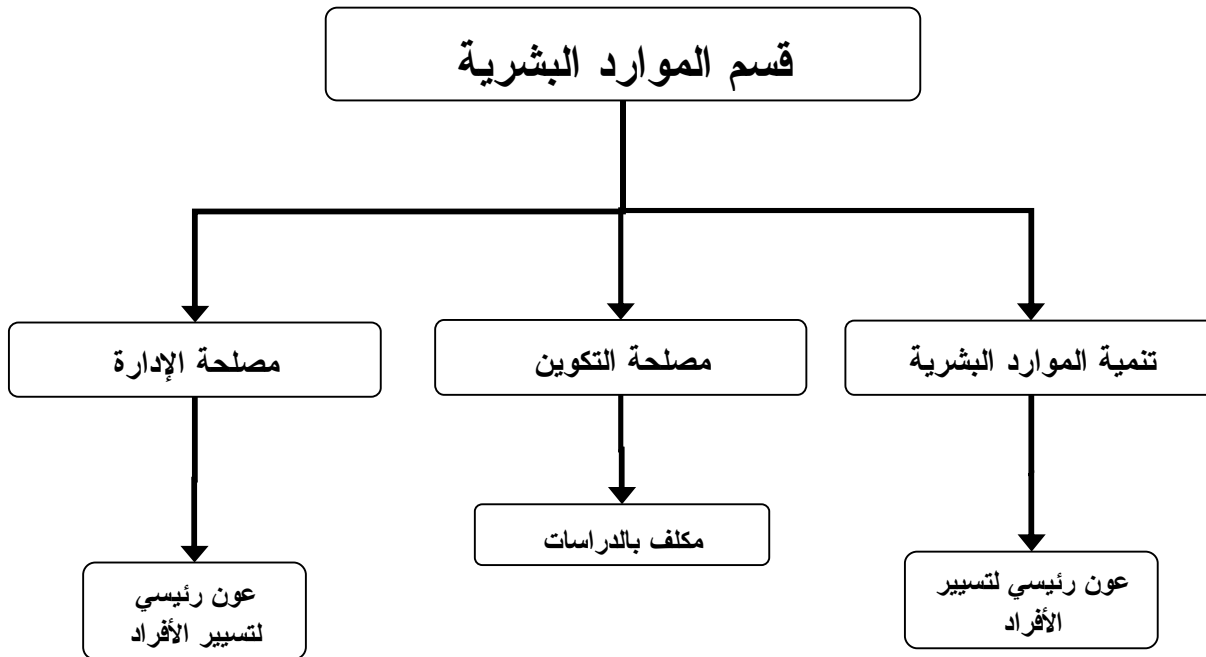 قسم الموارد البشرية
تنمية الموارد البشرية
مصلحة التكوين
مصلحة الإدارة
عون رئيسي لتسيير
الأفراد
مكلف بالدراسات
عون رئيسي
لتسيير الأفراد